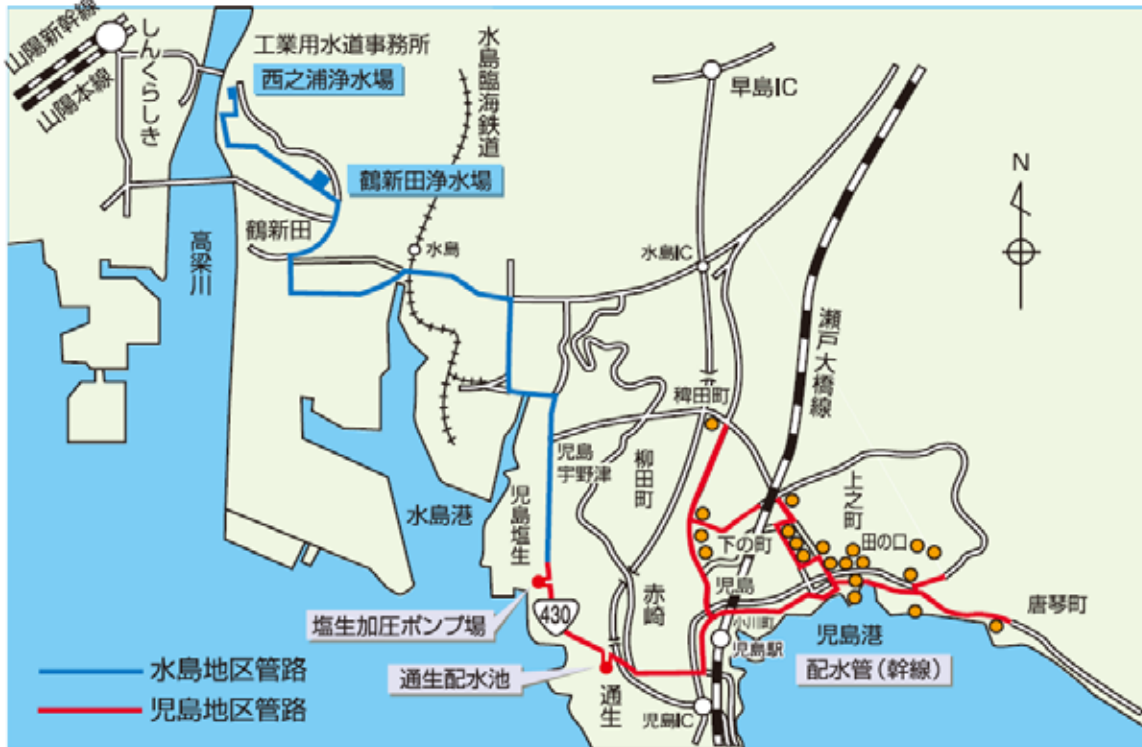 山陽新幹線
山陽本線
しんくらしき
工業用水道事務所
西之浦浄水場
水島臨海鉄道
早島IC
鶴新田浄水場
N
鶴新田
高梁川
水島
水島IC
瀬戸大橋線
稗田町
児島
宇野津
柳田町
上之町
水島港
児島塩生
下の町
田の口
児島
赤崎
430
唐琴町
塩生加圧ポンプ場
小川町
児島駅
児島港
配水管(幹線)
水島地区管路
通生配水池
児島地区管路
通生
児島IC